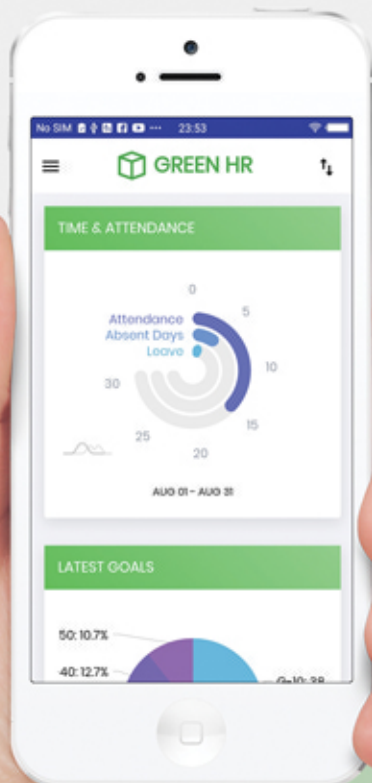 No SIM ··· 23:53
GREEN HR
TIME & ATTENDANCE
0
Attendance 5
Absent Days
Leave
30 10
25 15
20
AUG 01 - AUG 31
LATEST GOALS
50: 10.7%
40: 12.7%